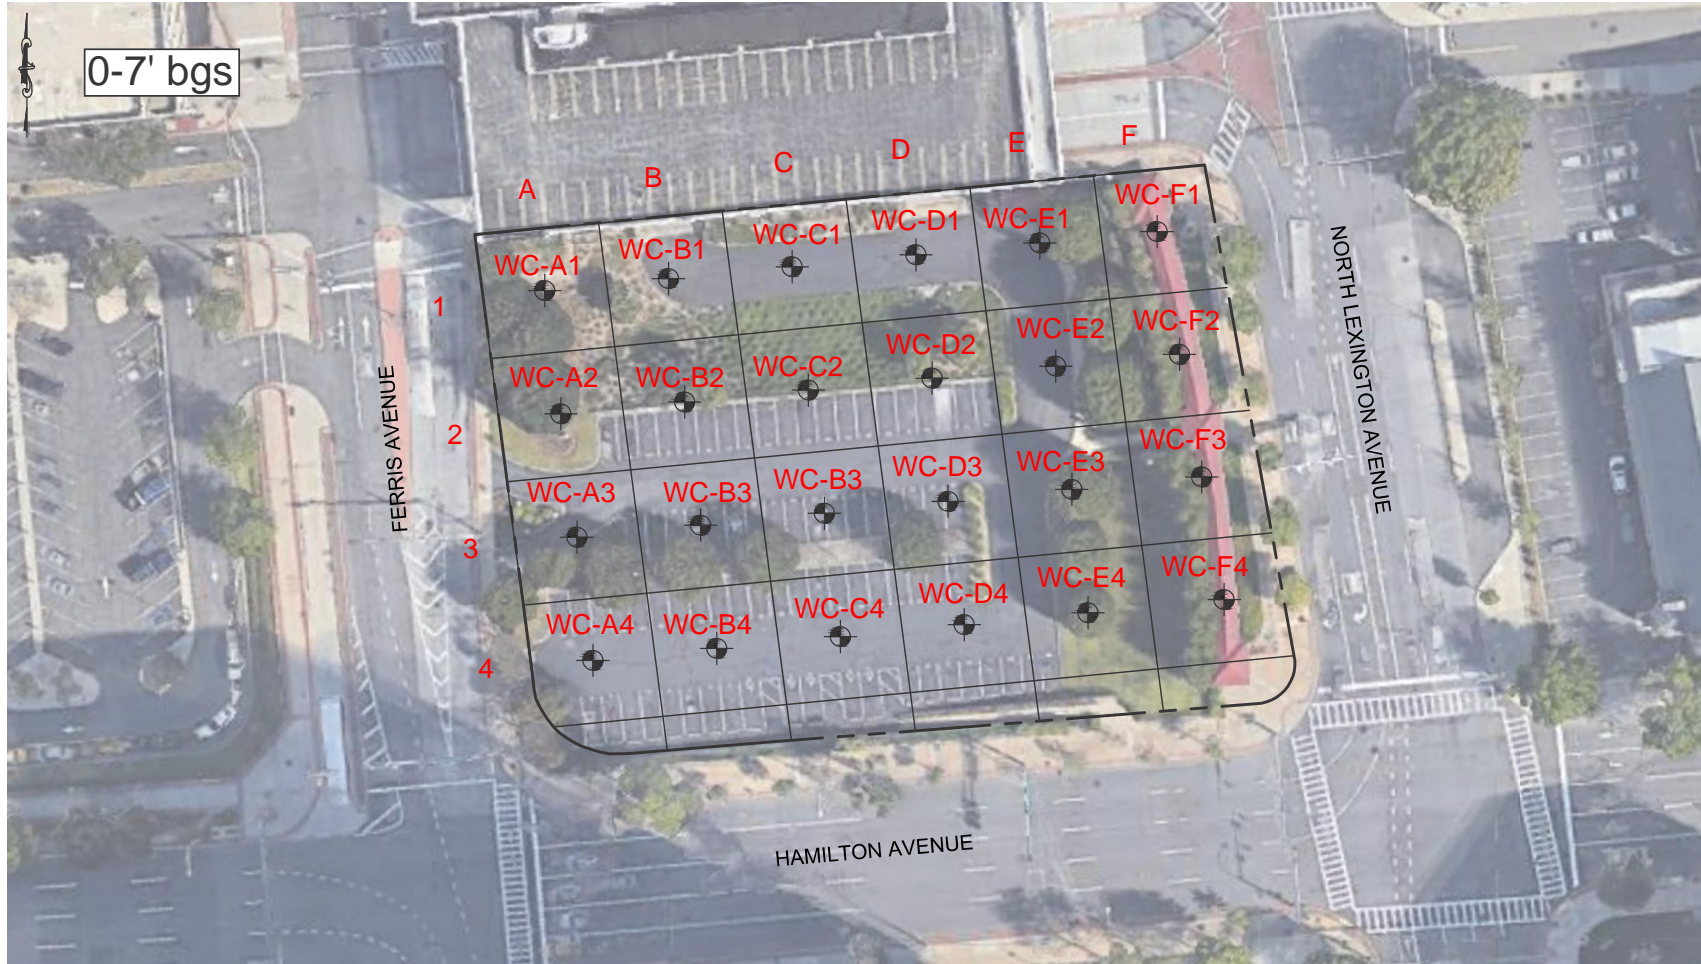 0-7' bgs
A
B
C
D
E
F
1
2
3
4
WC-A1
WC-B1
WC-C1
WC-D1
WC-E1
WC-F1
WC-A2
WC-B2
WC-C2
WC-D2
WC-E2
WC-F2
WC-A3
WC-B3
WC-B3
WC-D3
WC-E3
WC-F3
WC-A4
WC-B4
WC-C4
WC-D4
WC-E4
WC-F4
FERRIS AVENUE
NORTH LEXINGTON AVENUE
HAMILTON AVENUE